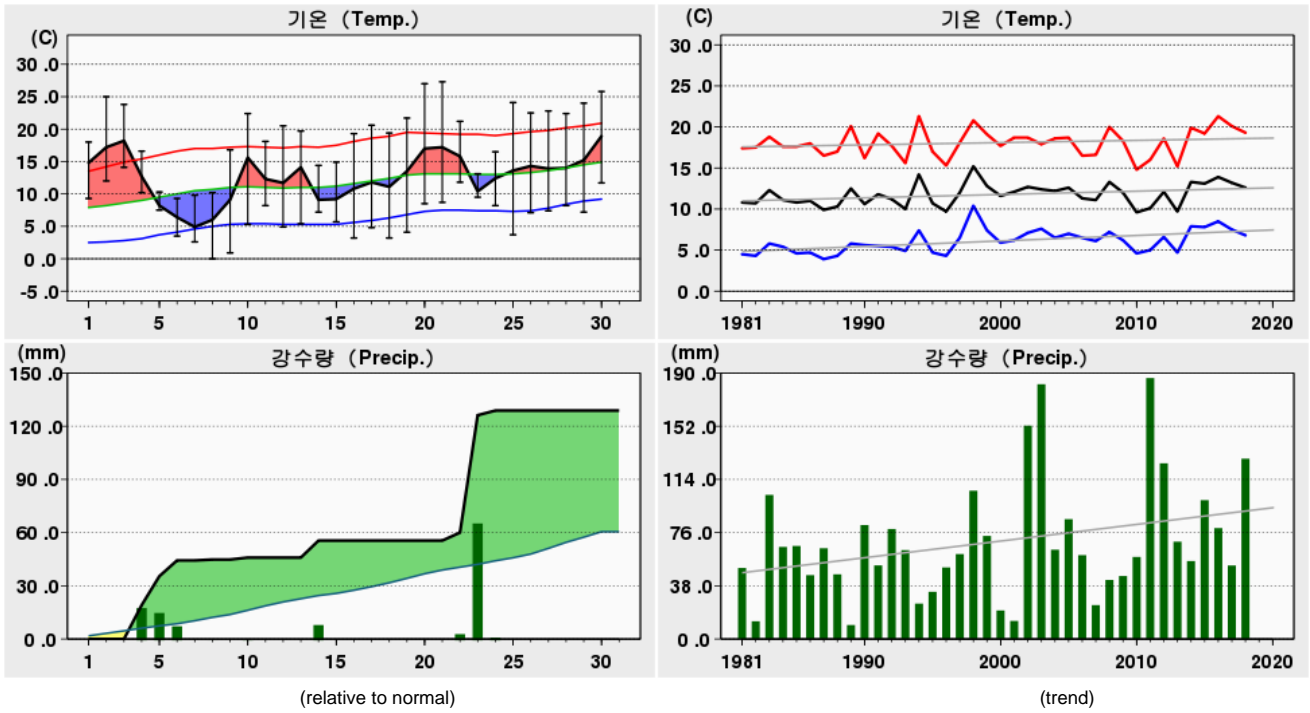 기온 (Temp.)
(C)
30 .0
25 .0
20 .0
15 .0
10 .0
5 .0
0 .0
-5 .0
1 5 10 15 20 25 30
기온 (Temp.)
(C)
30 .0
25 .0
20 .0
15 .0
10 .0
5 .0
0 .0
1981 1990 2000 2010 2020
강수량 (Precip.)
(mm)
150 .0
120 .0
90 .0
60 .0
30 .0
0 .0
1 5 10 15 20 25 30
(relative to normal)
강수량 (Precip.)
(mm)
190 .0
152 .0
114 .0
76 .0
38 .0
0 .0
1981 1990 2000 2010 2020
(trend)